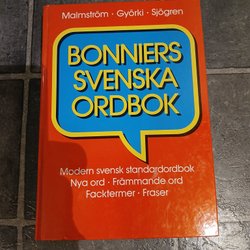 Malmström · Györki · Sjögren
BONNIERS
SVENSKA
ORDBOK
Modern svensk standardordbok
Nya ord · Främmande ord
Facktermer · Fraser